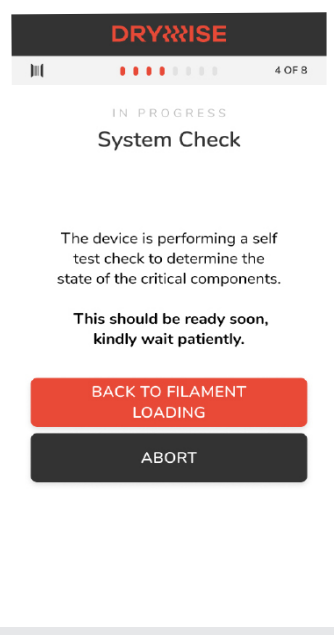 DRYWISE
4 OF 8
IN PROGRESS
System Check
The device is performing a self
test check to determine the
state of the critical components.
This should be ready soon,
kindly wait patiently.
BACK TO FILAMENT
LOADING
ABORT